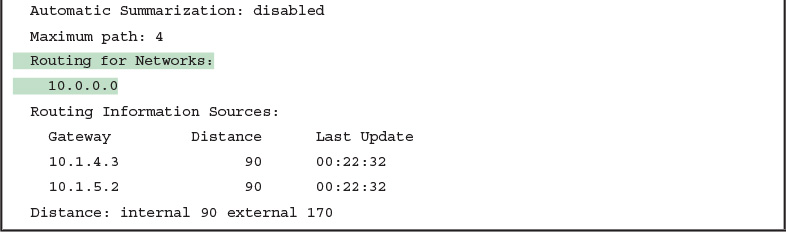 Automatic Summarization: disabled
Maximum path: 4
Routing for Networks:
10.0.0.0
Routing Information Sources:
Gateway Distance Last Update
10.1.4.3 90 00:22:32
10.1.5.2 90 00:22:32
Distance: internal 90 external 170